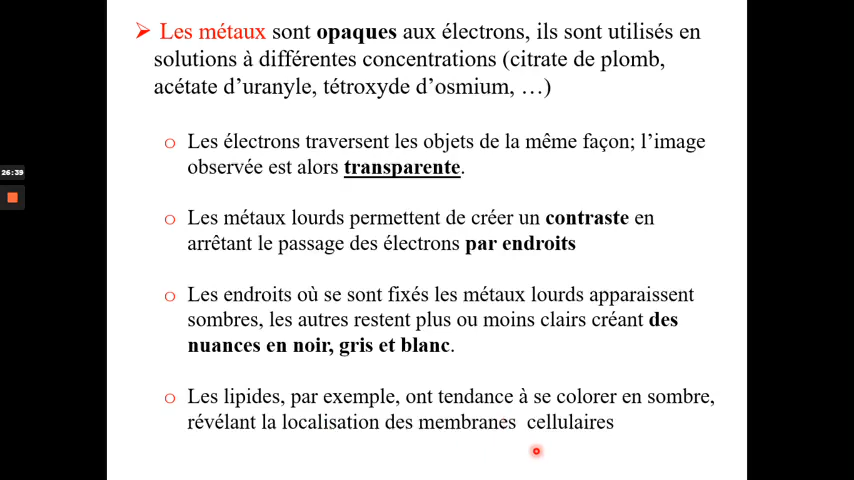 ➢ Les métaux sont opaques aux électrons, ils sont utilisés en
solutions à différentes concentrations (citrate de plomb,
acétate d’uranyle, tétroxyde d’osmium, …)
o Les électrons traversent les objets de la même façon; l’image
observée est alors transparente.
26:39
o Les métaux lourds permettent de créer un contraste en
arrêtant le passage des électrons par endroits
o Les endroits où se sont fixés les métaux lourds apparaissent
sombres, les autres restent plus ou moins clairs créant des
nuances en noir, gris et blanc.
o Les lipides, par exemple, ont tendance à se colorer en sombre,
révélant la localisation des membranes cellulaires